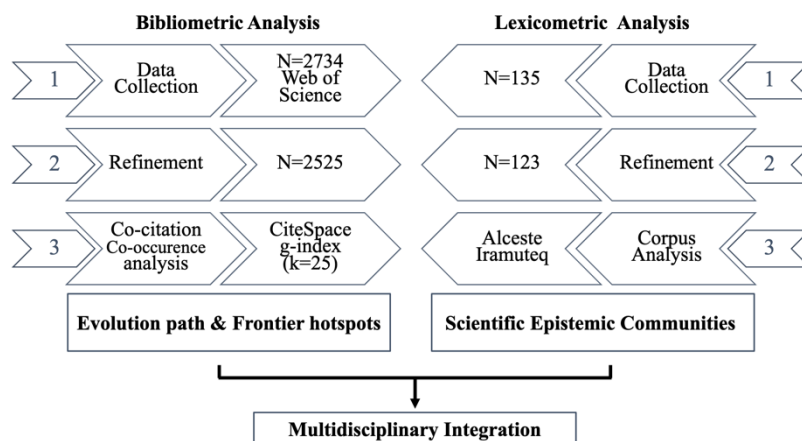 Bibliometric Analysis
Lexicometric Analysis
1
Data
Collection
N=2734
Web of
Science
N=135
Data
Collection
1
2
Refinement
N=2525
N=123
Refinement
2
3
Co-citation
Co-occurence
analysis
CiteSpace
g-index
(k=25)
Alceste
Iramuteq
Corpus
Analysis
3
Evolution path & Frontier hotspots
Scientific Epistemic Communities
Multidisciplinary Integration